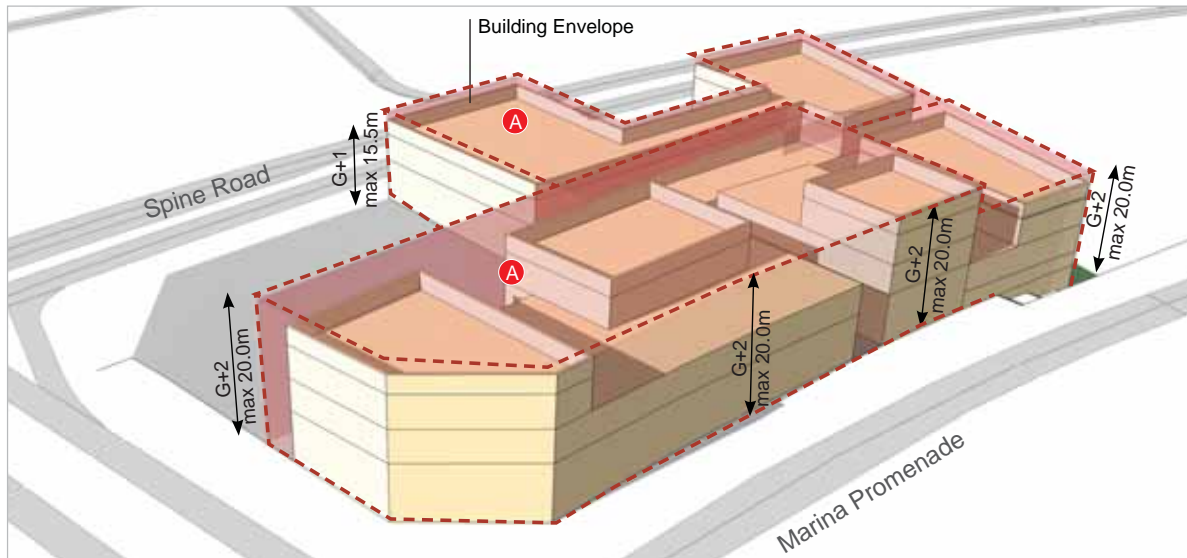 Building Envelope
A
G+1
max 15.5m
Spine Road
A
G+2
max 20.0m
G+2
max 20.0m
G+2
max 20.0m
G+2
max 20.0m
Marina Promenade